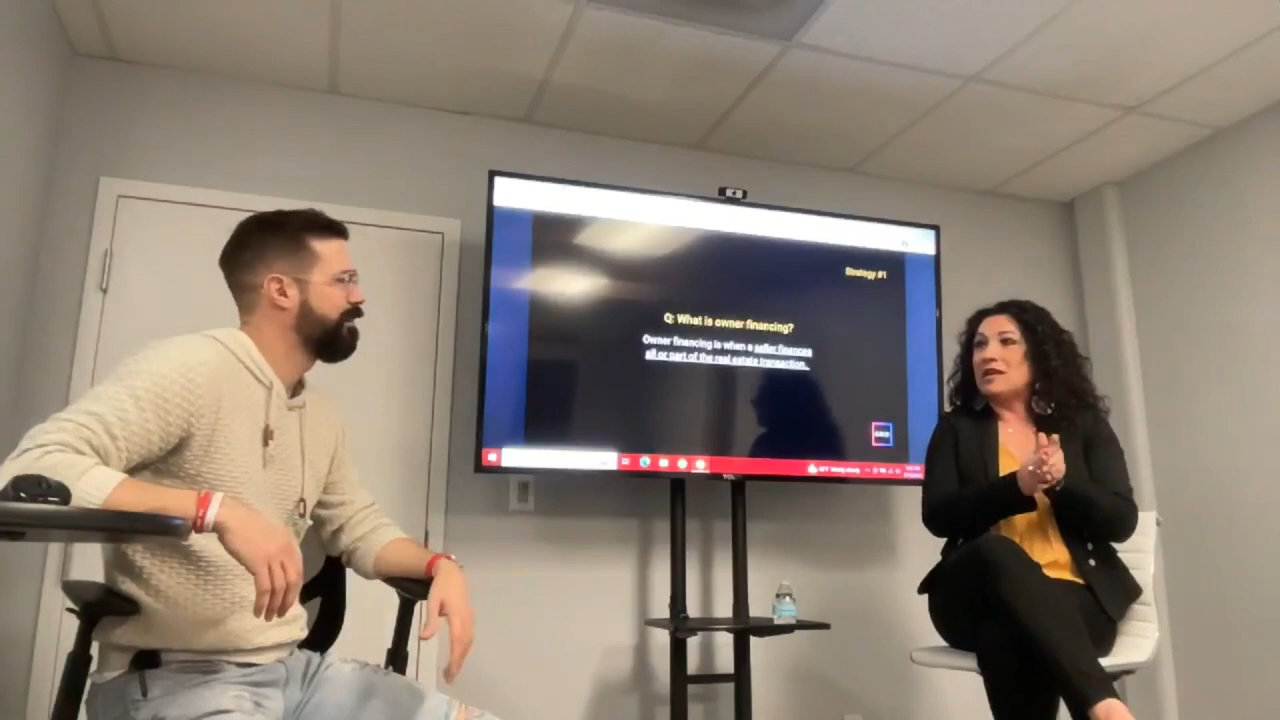 Strategy #1
Q: What is owner financing?
Owner financing is when a seller finances
all or part of the real estate transaction.
TCL